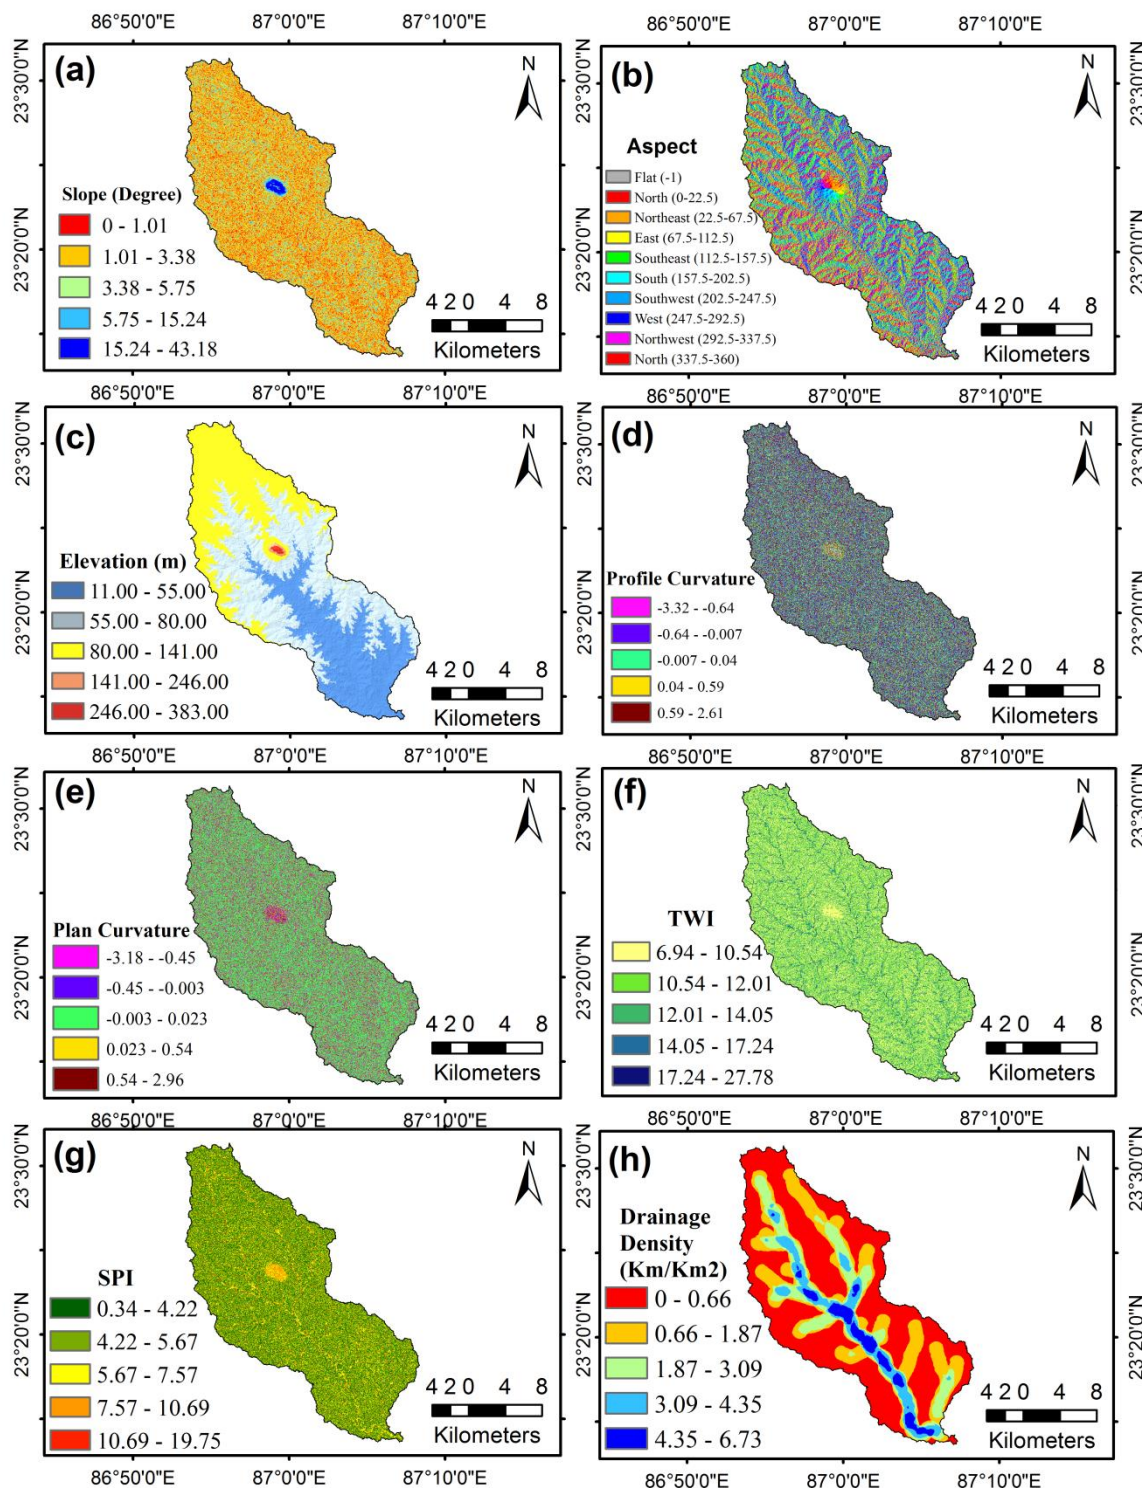 86°50'0"E 87°0'0"E 87°10'0"E 86°50'0"E 87°0'0"E 87°10'0"E
(a)
N
23°30'0"N
23°20'0"N
Slope (Degree)
0 - 1.01
1.01 - 3.38
3.38 - 5.75
5.75 - 15.24
15.24 - 43.18
4 2 0 4 8
Kilometers
(b)
N
23°30'0"N
23°20'0"N
Aspect
Flat (-1)
North (0-22.5)
Northeast (22.5-67.5)
East (67.5-112.5)
Southeast (112.5-157.5)
South (157.5-202.5)
Southwest (202.5-247.5)
West (247.5-292.5)
Northwest (292.5-337.5)
North (337.5-360)
4 2 0 4 8
Kilometers
86°50'0"E 87°0'0"E 87°10'0"E 86°50'0"E 87°0'0"E 87°10'0"E
(c)
N
23°30'0"N
23°20'0"N
Elevation (m)
11.00 - 55.00
55.00 - 80.00
80.00 - 141.00
141.00 - 246.00
246.00 - 383.00
4 2 0 4 8
Kilometers
(d)
N
23°30'0"N
23°20'0"N
Profile Curvature
-3.32 - -0.64
-0.64 - -0.007
-0.007 - 0.04
0.04 - 0.59
0.59 - 2.61
4 2 0 4 8
Kilometers
86°50'0"E 87°0'0"E 87°10'0"E 86°50'0"E 87°0'0"E 87°10'0"E
(e)
N
23°30'0"N
23°20'0"N
Plan Curvature
-3.18 - -0.45
-0.45 - -0.003
-0.003 - 0.023
0.023 - 0.54
0.54 - 2.96
4 2 0 4 8
Kilometers
(f)
N
23°30'0"N
23°20'0"N
TWI
6.94 - 10.54
10.54 - 12.01
12.01 - 14.05
14.05 - 17.24
17.24 - 27.78
4 2 0 4 8
Kilometers
86°50'0"E 87°0'0"E 87°10'0"E 86°50'0"E 87°0'0"E 87°10'0"E
(g)
N
23°30'0"N
23°20'0"N
SPI
0.34 - 4.22
4.22 - 5.67
5.67 - 7.57
7.57 - 10.69
10.69 - 19.75
4 2 0 4 8
Kilometers
(h)
N
23°30'0"N
23°20'0"N
Drainage
Density
(Km/Km2)
0 - 0.66
0.66 - 1.87
1.87 - 3.09
3.09 - 4.35
4.35 - 6.73
4 2 0 4 8
Kilometers
86°50'0"E 87°0'0"E 87°10'0"E 86°50'0"E 87°0'0"E 87°10'0"E